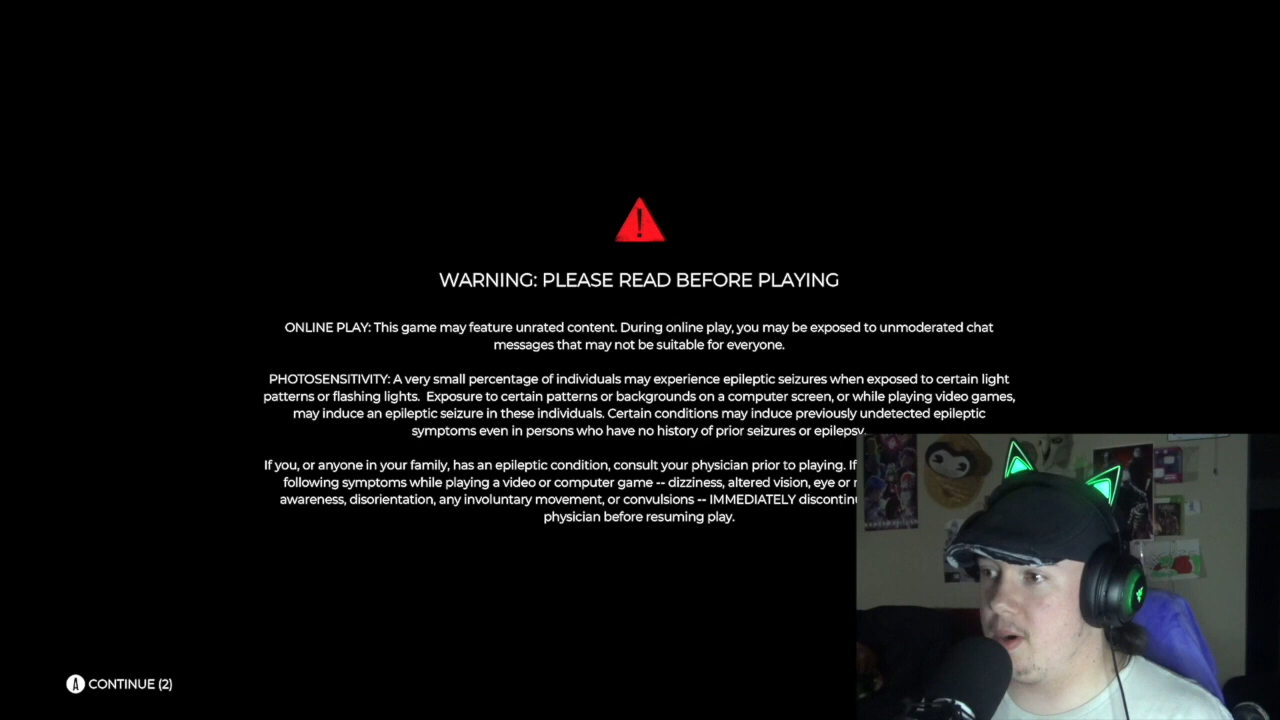 WARNING: PLEASE READ BEFORE PLAYING
ONLINE PLAY: This game may feature unrated content. During online play, you may be exposed to unmoderated chat
messages that may not be suitable for everyone.
PHOTOSENSITIVITY: A very small percentage of individuals may experience epileptic seizures when exposed to certain light
patterns or flashing lights. Exposure to certain patterns or backgrounds on a computer screen, or while playing video games,
may induce an epileptic seizure in these individuals. Certain conditions may induce previously undetected epileptic
symptoms even in persons who have no history of prior seizures or epilepsy.
If you, or anyone in your family, has an epileptic condition, consult your physician prior to playing. If
following symptoms while playing a video or computer game -- dizziness, altered vision, eye or
awareness, disorientation, any involuntary movement, or convulsions -- IMMEDIATELY
physician before resuming play.
A CONTINUE (2)